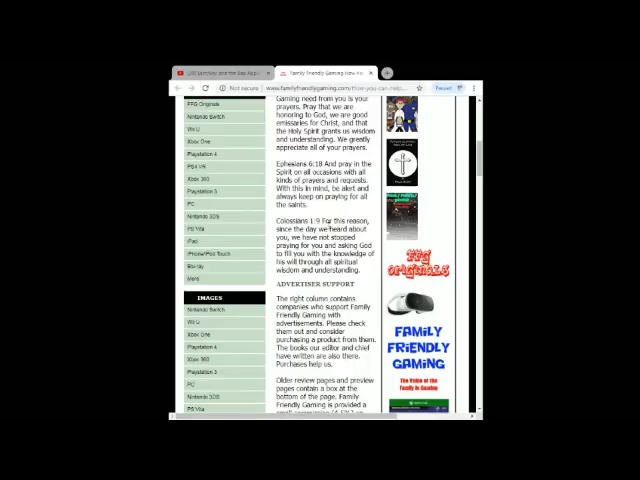 Family Friendly Gaming How
Not secure
www.familyfriendlygaming.com/How-you-can-help...
Paused
FFG Originals
Nintendo Switch
Wii U
Xbox One
Playstation 4
PS4 VR
Xbox 360
Playstation 3
PC
Nintendo 3DS
PS Vita
iPad
iPhone/iPod Touch
Blu-ray
More
IMAGES
Nintendo Switch
Wii U
Xbox One
Playstation 4
Xbox 360
Playstation 3
PC
Nintendo 3DS
PS Vita
Gaming need from you is your
prayers. Pray that we are
honoring to God, we are good
emissaries for Christ, and that
the Holy Spirit grants us wisdom
and understanding. We greatly
appreciate all of your prayers.
Ephesians 6:18 And pray in the
Spirit on all occasions with all
kinds of prayers and requests.
With this in mind, be alert and
always keep on praying for all
the saints.
Colossians 1:9 For this reason,
since the day we heard about
you, we have not stopped
praying for you and asking God
to fill you with the knowledge of
his will through all spiritual
wisdom and understanding.
ADVERTISER SUPPORT
The right column contains
companies who support Family
Friendly Gaming with
advertisements. Please check
them out and consider
purchasing a product from them.
The books our editor and chief
have written are also there.
Purchases help us.
Older review pages and preview
pages contain a box at the
bottom of the page. Family
Friendly Gaming is provided a
FFG
ORIGINALS
FAMILY
FRIENDLY
GAMING
The Voice of the
Family in Gaming